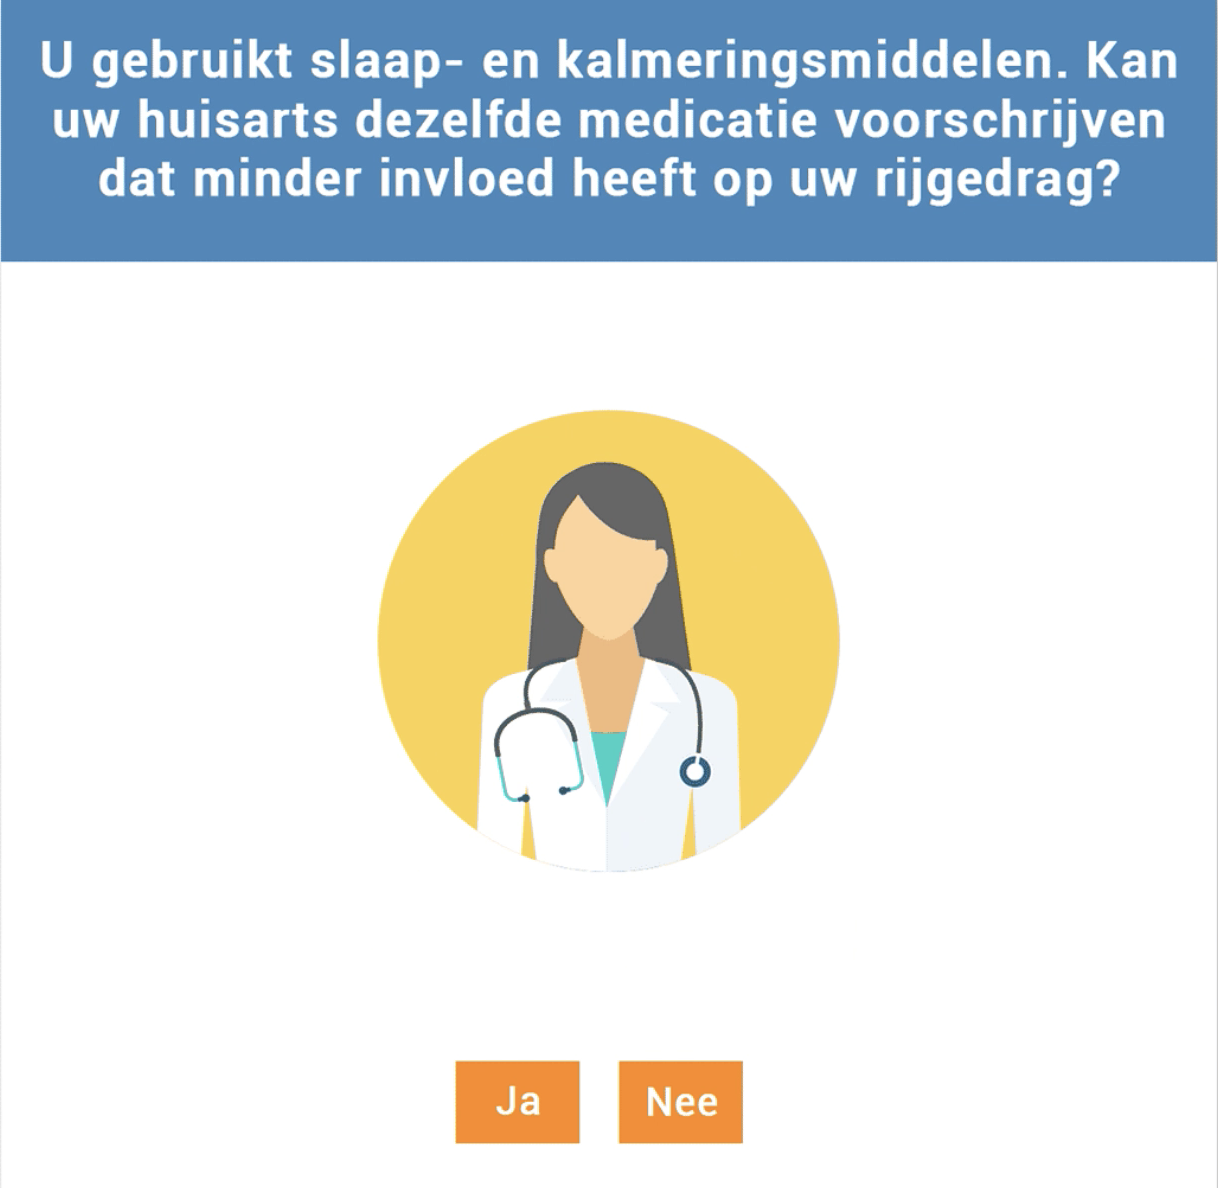 U gebruikt slaap- en kalmeringsmiddelen. Kan
uw huisarts dezelfde medicatie voorschrijven
dat minder invloed heeft op uw rijgedrag?
Ja
Nee